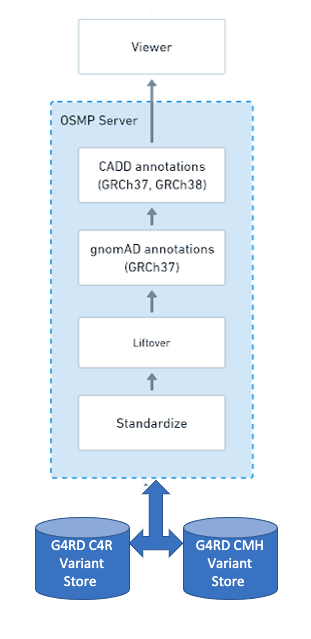 Viewer
OSMP Server
CADD annotations
(GRCh37, GRCh38)
gnomAD annotations
(GRCh37)
Liftover
Standardize
G4RD C4R
Variant
Store
G4RD CMH
Variant
Store